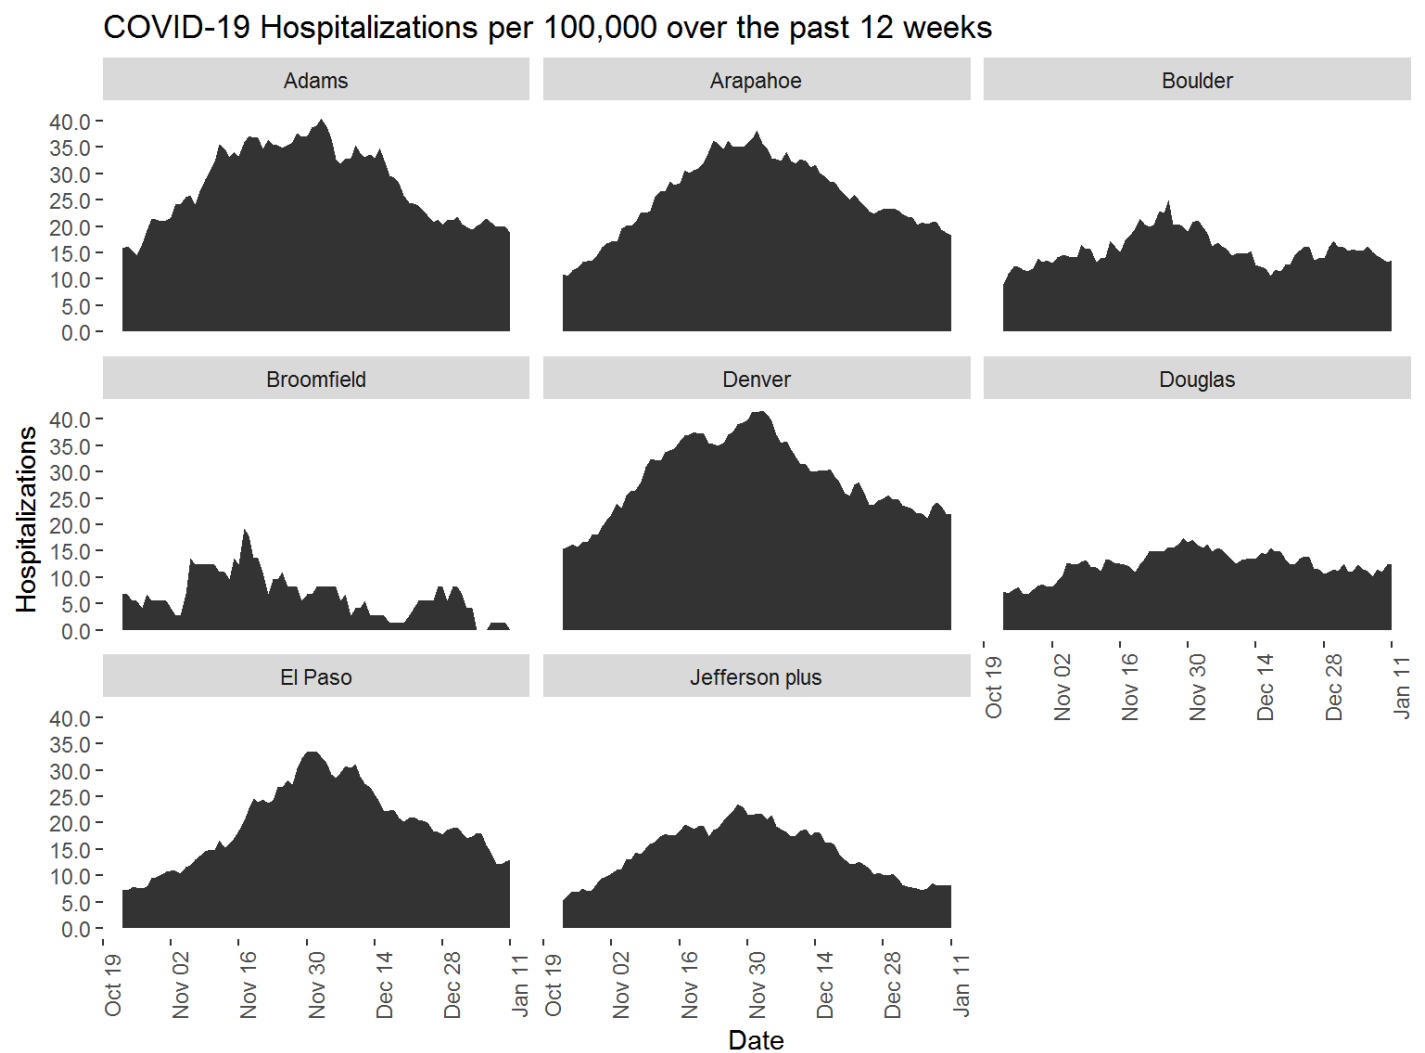 COVID-19 Hospitalizations per 100,000 over the past 12 weeks
Adams
Arapahoe
Boulder
40.0
35.0
30.0
25.0
20.0
15.0
10.0
5.0
0.0
Broomfield
Denver
Douglas
Hospitalizations
40.0
35.0
30.0
25.0
20.0
15.0
10.0
5.0
0.0
Oct 19
Nov 02
Nov 16
Nov 30
Dec 14
Dec 28
Jan 11
El Paso
Jefferson plus
40.0
35.0
30.0
25.0
20.0
15.0
10.0
5.0
0.0
Oct 19
Nov 02
Nov 16
Nov 30
Dec 14
Dec 28
Jan 11
Oct 19
Nov 02
Nov 16
Nov 30
Dec 14
Dec 28
Jan 11
Date